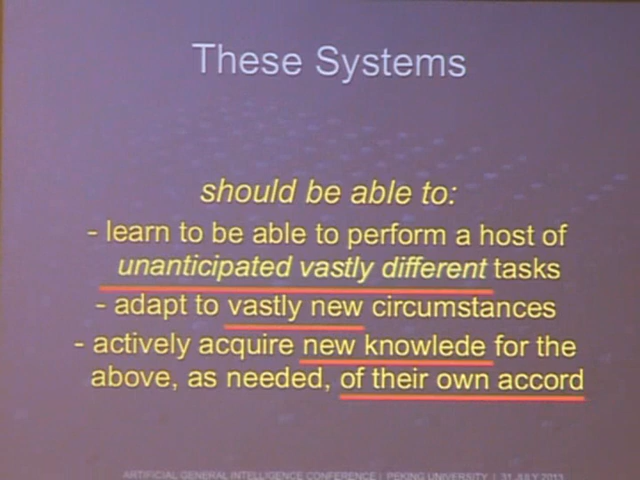 These Systems
should be able to:
- learn to be able to perform a host of
unanticipated vastly different tasks
- adapt to vastly new circumstances
- actively acquire new knowlede for the
above, as needed, of their own accord
ARTIFICIAL GENERAL INTELLIGENCE CONFERENCE | PEKING UNIVERSITY | 31 JULY 2013